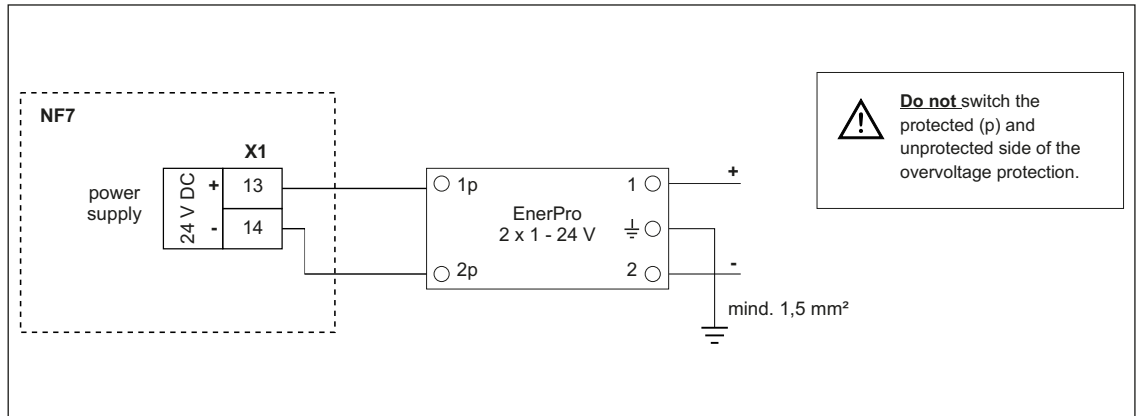 NF7
X1
power
supply
24 V DC
+
-
13
14
1p
2p
EnerPro
2 x 1 - 24 V
1
2
+
-
mind. 1,5 mm²
Do not switch the
protected (p) and
unprotected side of the
overvoltage protection.